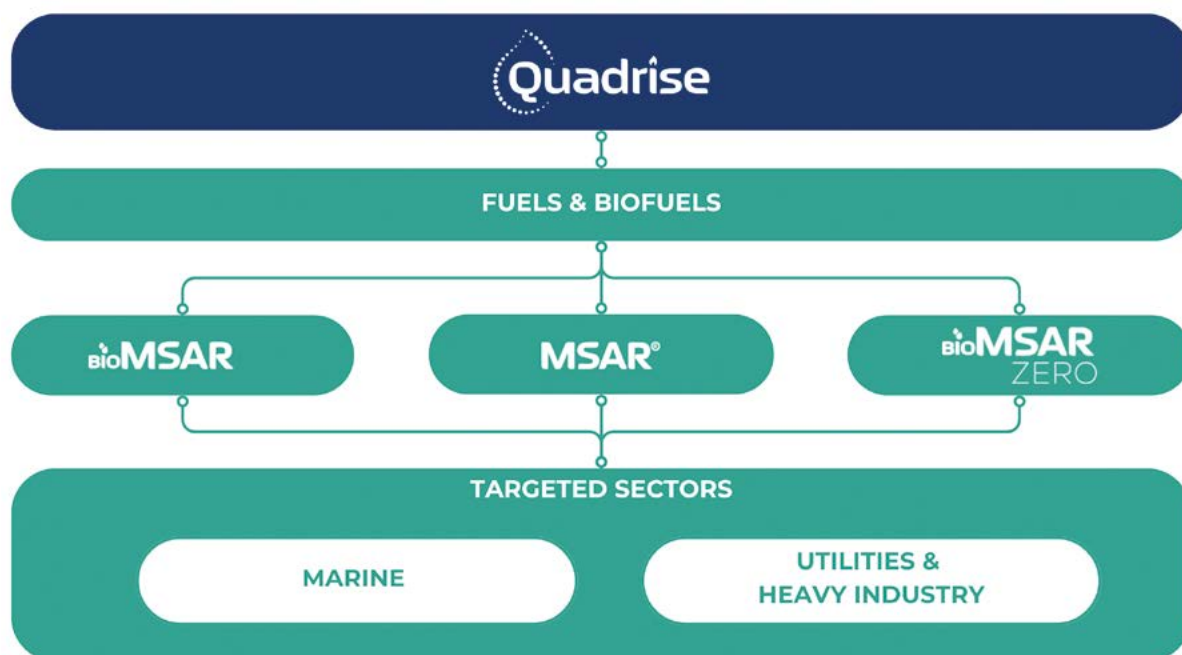 Quadrise
FUELS & BIOFUELS
BIOMSAR
MSAR®
BIOMSAR
ZERO
TARGETED SECTORS
MARINE
UTILITIES &
HEAVY INDUSTRY